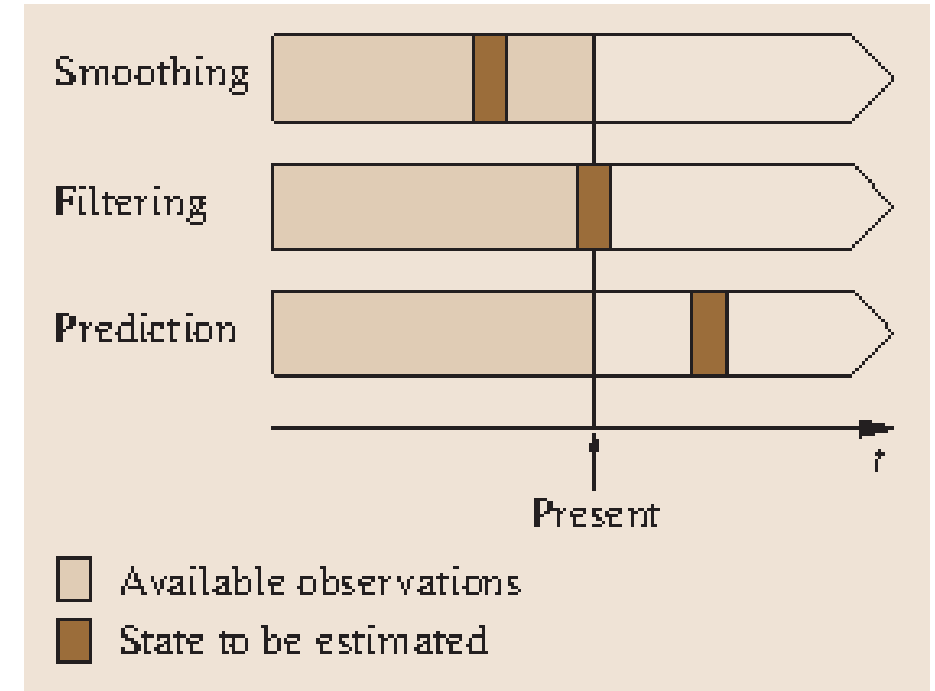 Smoothing
Filtering
Prediction
t
Present
Available observations
State to be estimated